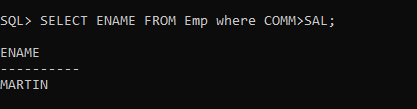 SQL> SELECT ENAME FROM Emp where COMM>SAL;
ENAME
----------
MARTIN